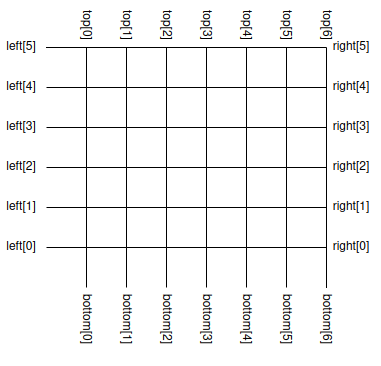 top[0] top[1] top[2] top[3] top[4] top[5] top[6]
left[5] right[5]
left[4] right[4]
left[3] right[3]
left[2] right[2]
left[1] right[1]
left[0] right[0]
bottom[0] bottom[1] bottom[2] bottom[3] bottom[4] bottom[5] bottom[6]